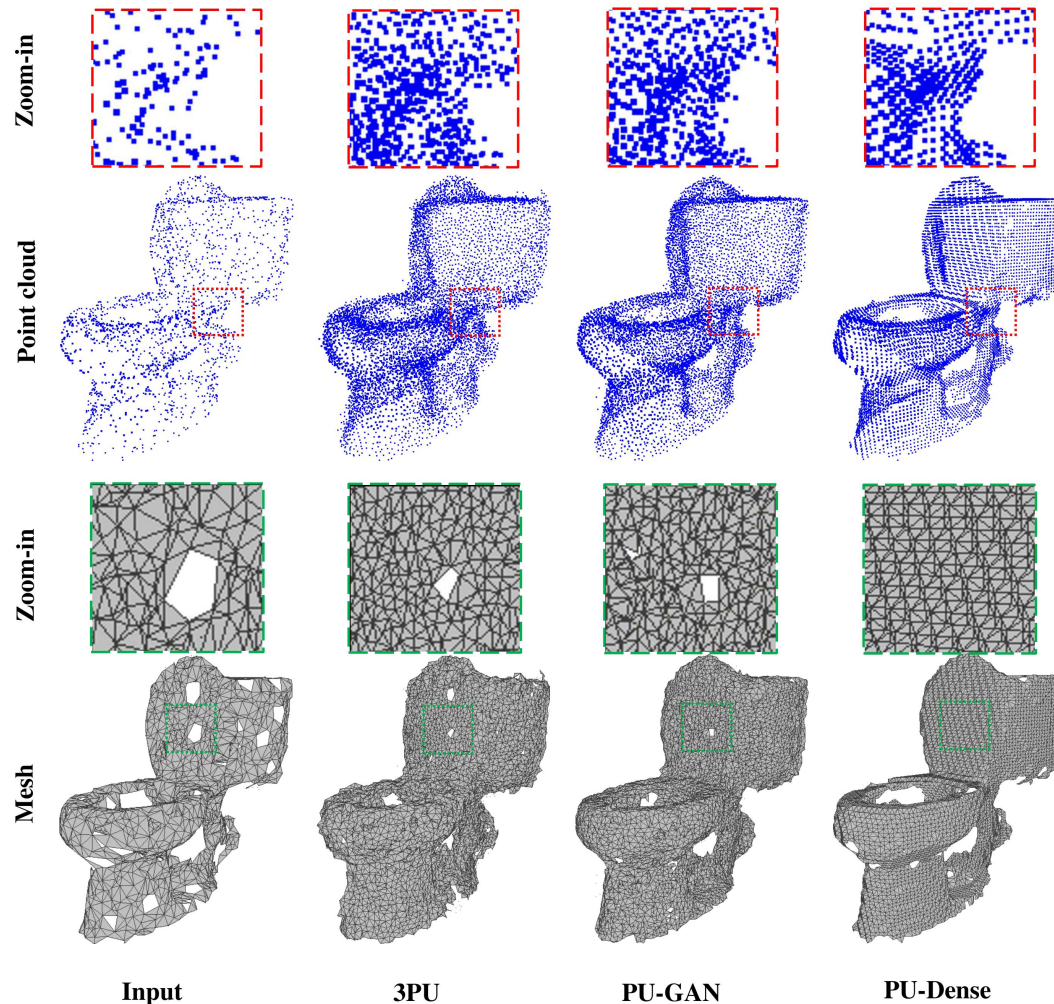 Zoom-in
Point cloud
Zoom-in
Mesh
Input
3PU
PU-GAN
PU-Dense